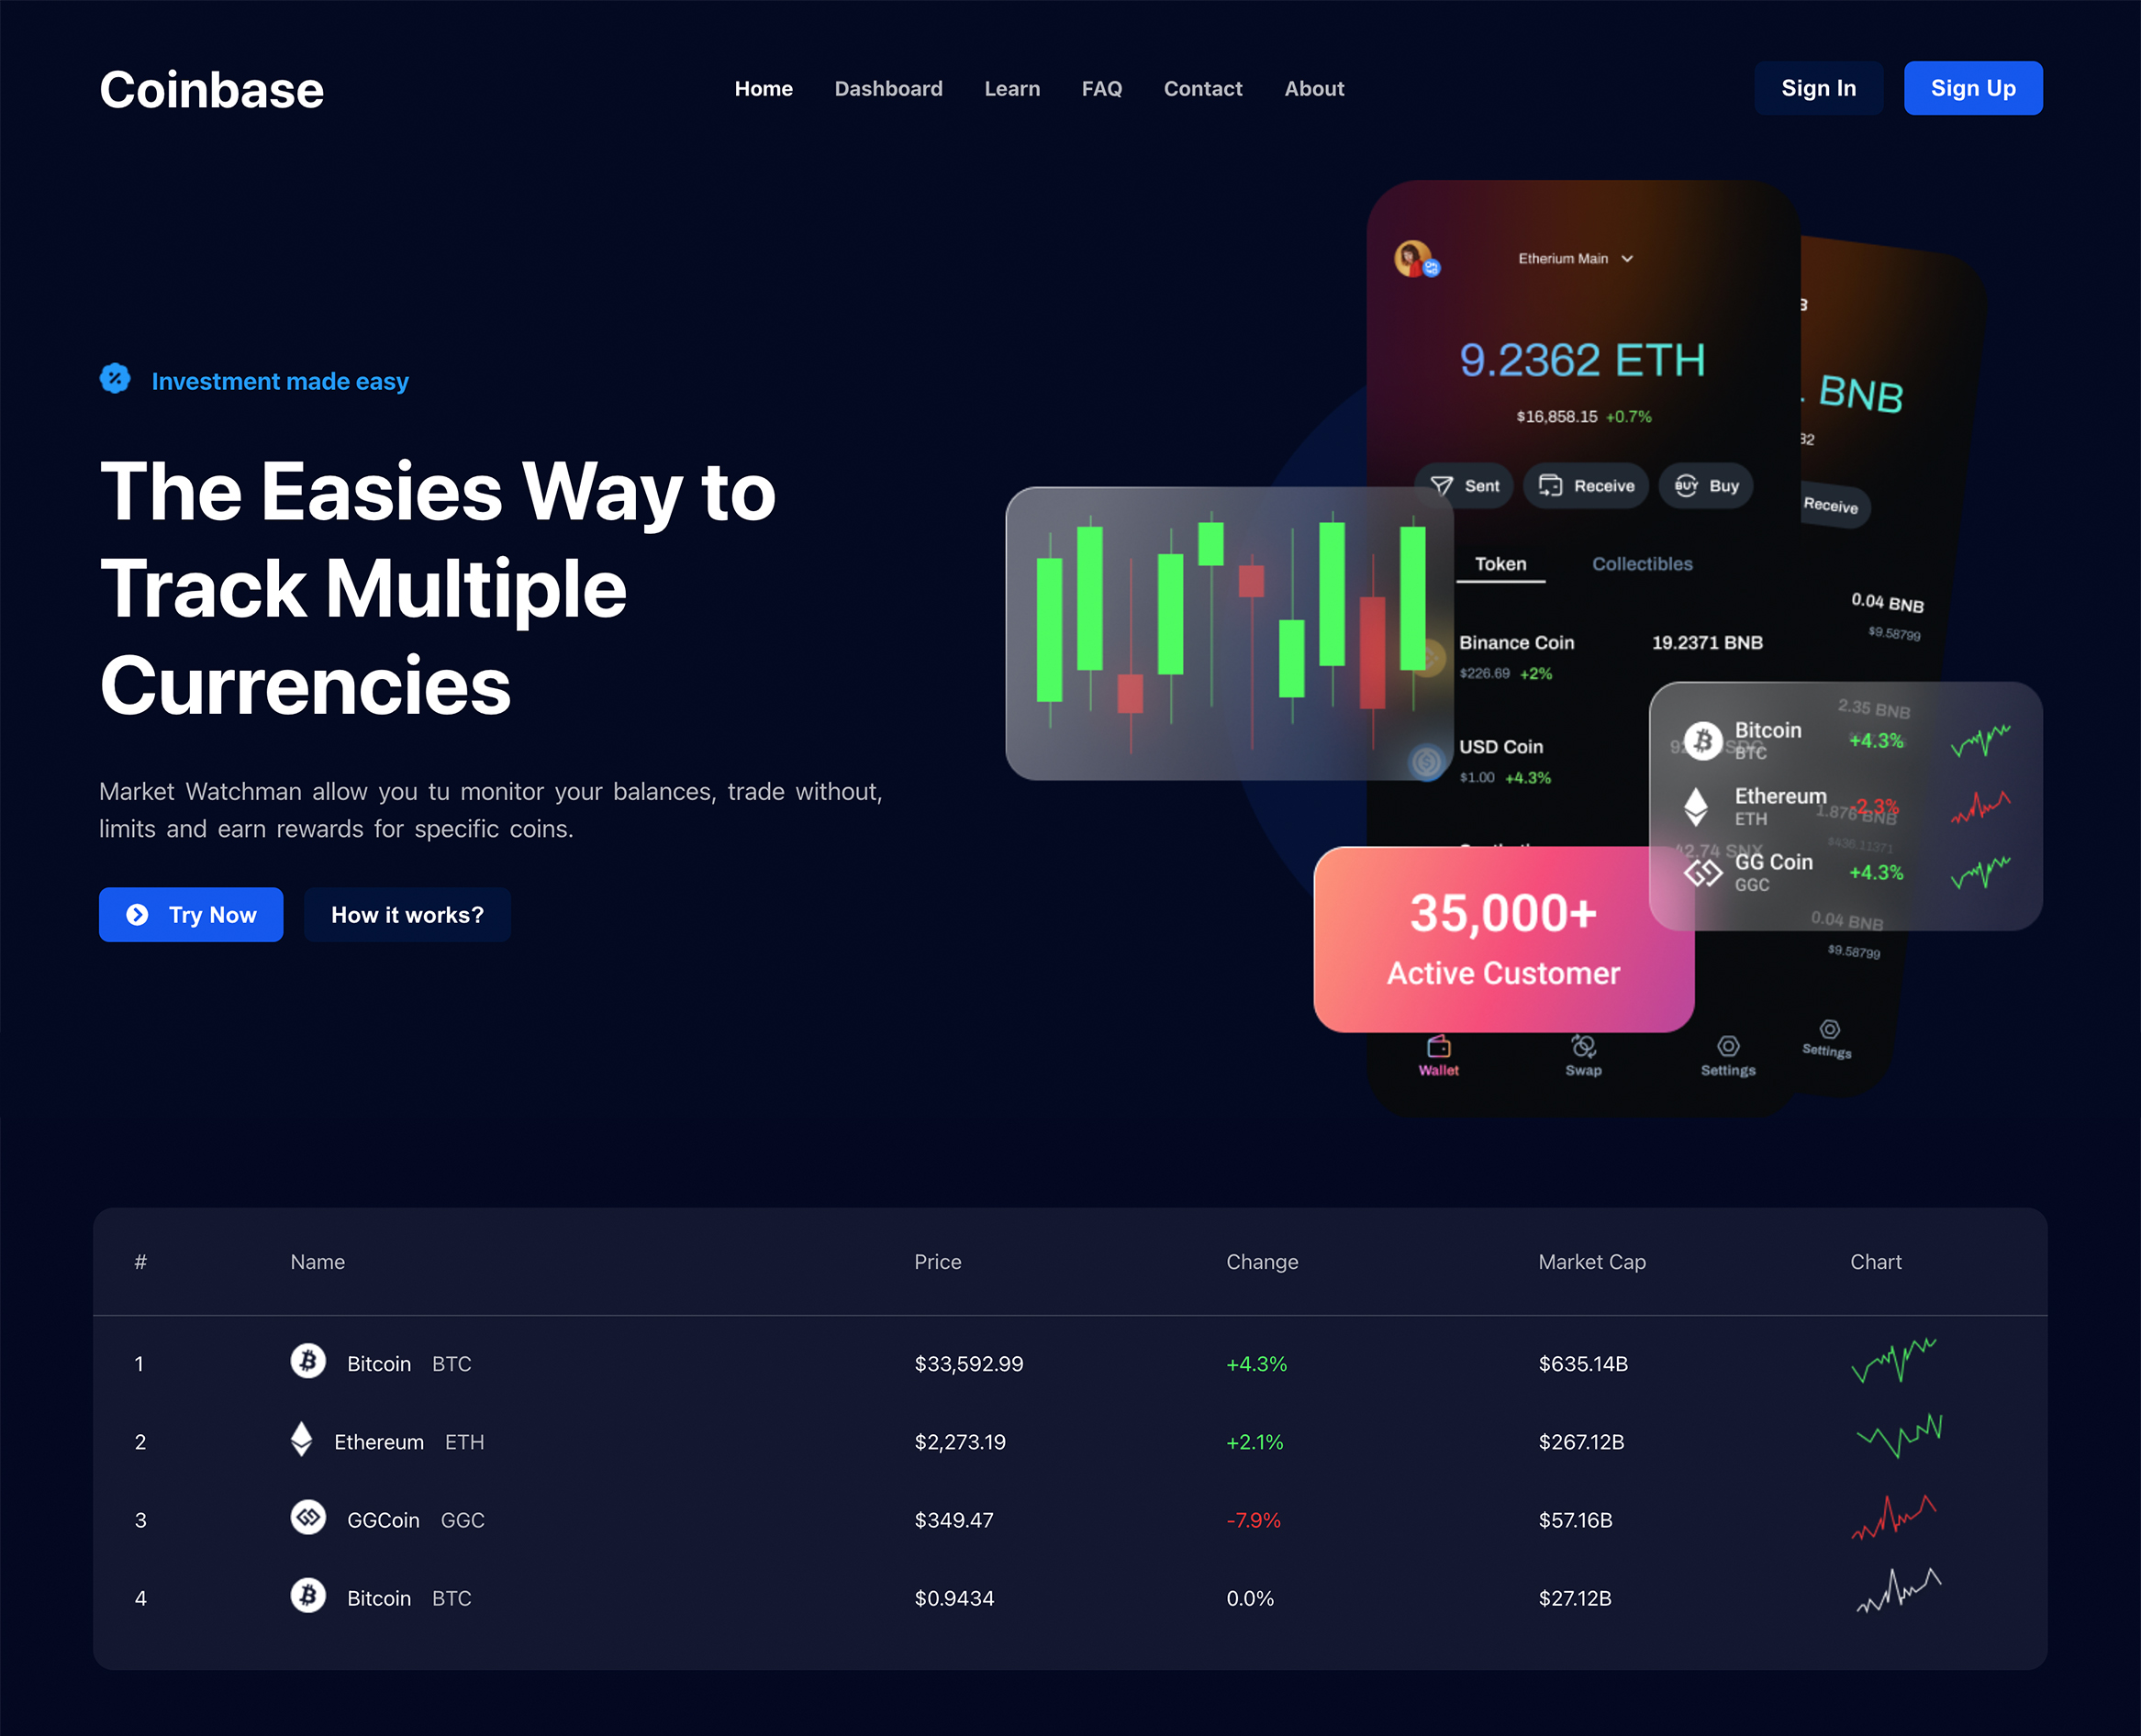 Coinbase
Home Dashboard Learn FAQ Contact About
Sign In Sign Up
Investment made easy
The Easies Way to
Track Multiple
Currencies
Market Watchman allow you tu monitor your balances, trade without,
limits and earn rewards for specific coins.
Try Now How it works?
Etherium Main
9.2362 ETH
$16,858.15 +0.7%
Sent Receive BUY Buy
Token Collectibles
Binance Coin 19.2371 BNB
$226.69 +2%
USD Coin
$1.00 +4.3%
42.74 SNX
35,000+
Active Customer
Wallet Swap Settings
BNB
Receive
0.04 BNB
$9.58799
2.35 BNB
1.876 BNB
$436.11371
0.04 BNB
$9.58799
Settings
Bitcoin +4.3%
BTC
Ethereum -2.3%
ETH
GG Coin +4.3%
GGC
# Name Price Change Market Cap Chart
1 Bitcoin BTC $33,592.99 +4.3% $635.14B
2 Ethereum ETH $2,273.19 +2.1% $267.12B
3 GGCoin GGC $349.47 -7.9% $57.16B
4 Bitcoin BTC $0.9434 0.0% $27.12B